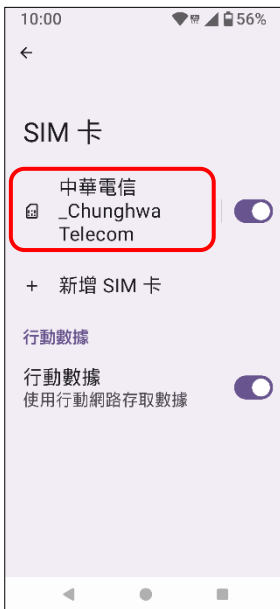 10:00 56%
SIM 卡
中華電信
_Chunghwa
Telecom
+ 新增 SIM 卡
行動數據
行動數據
使用行動網路存取數據